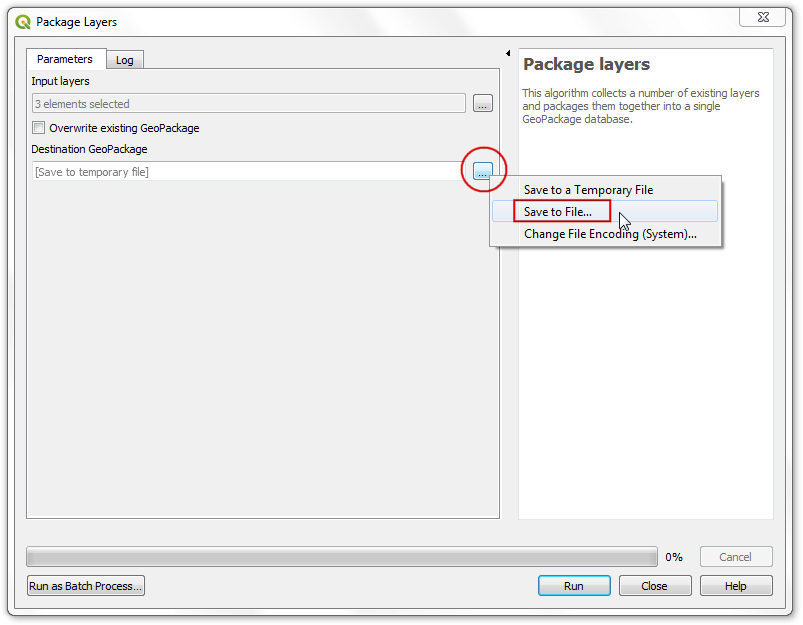 Package Layers
Parameters
Log
Input layers
3 elements selected
...
Overwrite existing GeoPackage
Destination GeoPackage
[Save to temporary file]
...
Save to a Temporary File
Save to File...
Change File Encoding (System)...
Package layers
This algorithm collects a number of existing layers
and packages them together into a single
GeoPackage database.
0%
Cancel
Run as Batch Process...
Run
Close
Help